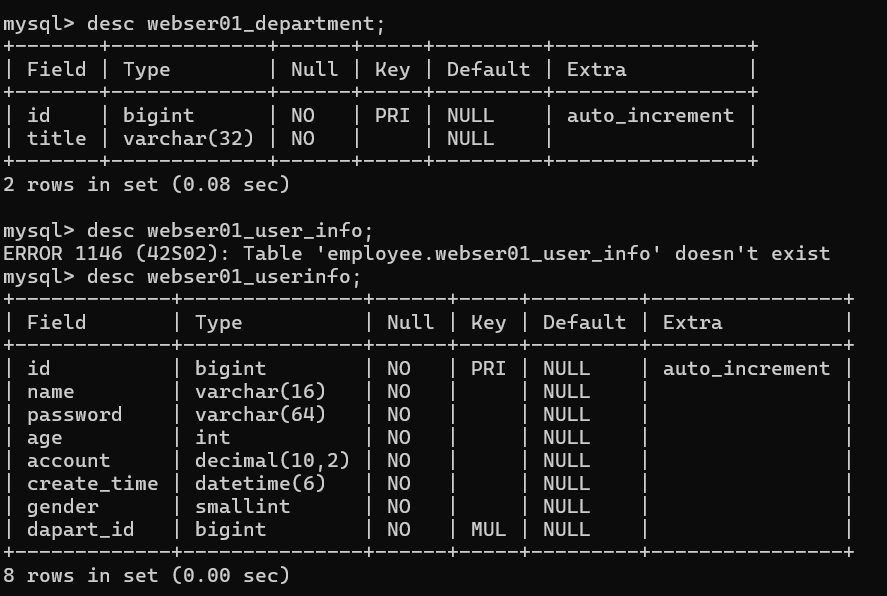 mysql> desc webser01_department;
+-------+-------------+------+-----+---------+----------------+
| Field | Type        | Null | Key | Default | Extra          |
+-------+-------------+------+-----+---------+----------------+
| id    | bigint      | NO   | PRI | NULL    | auto_increment |
| title | varchar(32) | NO   |     | NULL    |                |
+-------+-------------+------+-----+---------+----------------+
2 rows in set (0.08 sec)

mysql> desc webser01_user_info;
ERROR 1146 (42S02): Table 'employee.webser01_user_info' doesn't exist
mysql> desc webser01_userinfo;
+-------------+---------------+------+-----+---------+----------------+
| Field       | Type          | Null | Key | Default | Extra          |
+-------------+---------------+------+-----+---------+----------------+
| id          | bigint        | NO   | PRI | NULL    | auto_increment |
| name        | varchar(16)   | NO   |     | NULL    |                |
| password    | varchar(64)   | NO   |     | NULL    |                |
| age         | int           | NO   |     | NULL    |                |
| account     | decimal(10,2) | NO   |     | NULL    |                |
| create_time | datetime(6)   | NO   |     | NULL    |                |
| gender      | smallint      | NO   |     | NULL    |                |
| dapart_id   | bigint        | NO   | MUL | NULL    |                |
+-------------+---------------+------+-----+---------+----------------+
8 rows in set (0.00 sec)